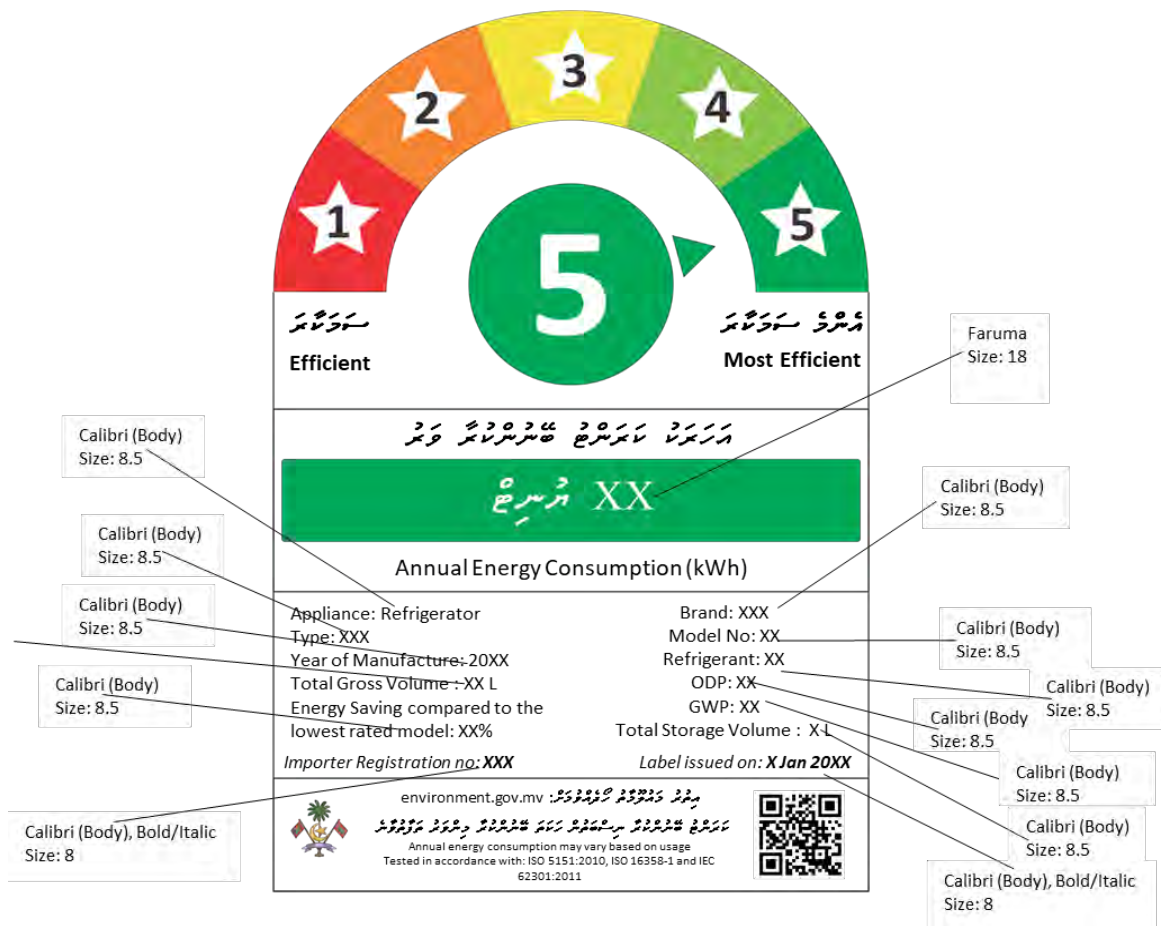 1
2
3
4
5
5
ސަމަކާރަ
Efficient
އެންމެ ސަމަކާރަ
Most Efficient
Faruma
Size: 18
އަހަރަކު ކަރަންޓު ބޭނުންކުރާ ވަރު
XX ޔުނިޓް
Annual Energy Consumption (kWh)
Calibri (Body)
Size: 8.5
Calibri (Body)
Size: 8.5
Calibri (Body)
Size: 8.5
Calibri (Body)
Size: 8.5
Calibri (Body), Bold/Italic
Size: 8
Appliance: Refrigerator
Type: XXX
Year of Manufacture: 20XX
Total Gross Volume : XX L
Energy Saving compared to the
lowest rated model: XX%
Importer Registration no: XXX
Brand: XXX
Model No: XX
Refrigerant: XX
ODP: XX
GWP: XX
Total Storage Volume : X L
Label issued on: X Jan 20XX
Calibri (Body)
Size: 8.5
Calibri (Body)
Size: 8.5
Calibri (Body)
Size: 8.5
Calibri (Body
Size: 8.5
Calibri (Body)
Size: 8.5
Calibri (Body)
Size: 8.5
Calibri (Body), Bold/Italic
Size: 8
އިތުރު މައުލޫމާތު ހޯދެއްވުމަށް: environment.gov.mv
ކަރަންޓު ބޭނުންކުރާ ނިސްބަތުން ހަކަތަ ބޭނުންކުރާ މިންވަރު ތަފާތުވާނެ
Annual energy consumption may vary based on usage
Tested in accordance with: ISO 5151:2010, ISO 16358-1 and IEC
62301:2011